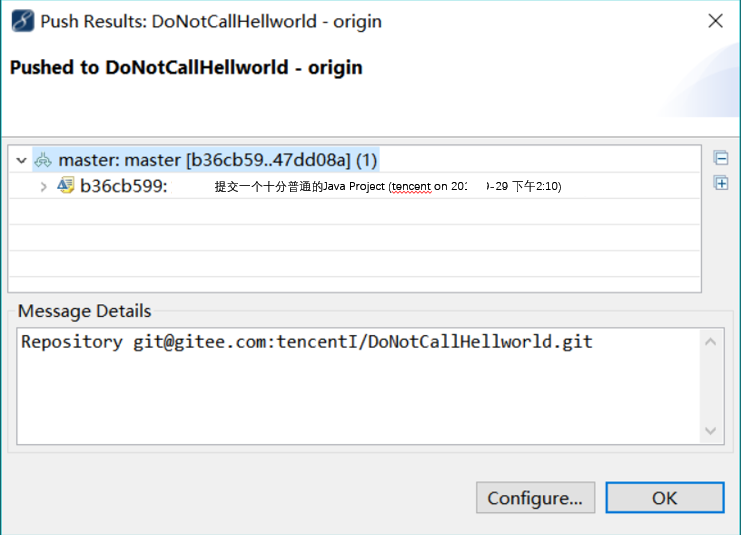 Push Results: DoNotCallHellworld - origin
Pushed to DoNotCallHellworld - origin
master: master [b36cb59..47dd08a] (1)
b36cb599: 提交一个十分普通的Java Project (tencent on -29 下午2:10)
Message Details
Repository git@gitee.com:tencentI/DoNotCallHellworld.git
Configure...
OK